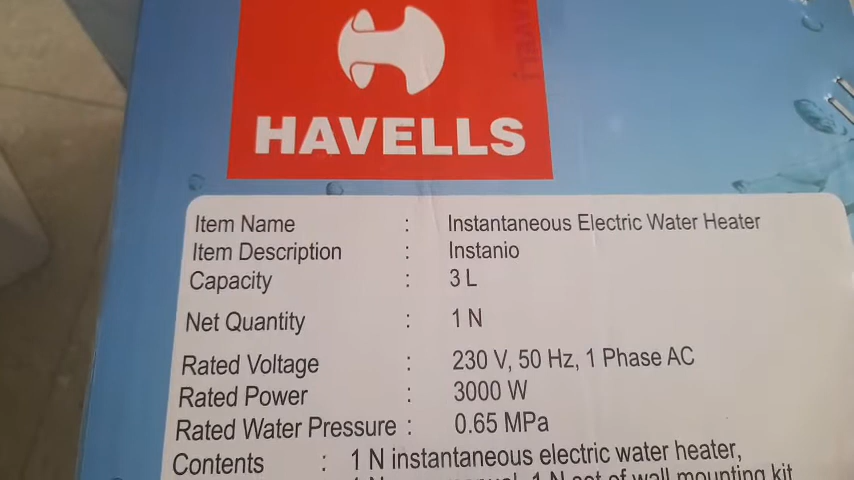 HAVELLS
Item Name : Instantaneous Electric Water Heater
Item Description : Instanio
Capacity : 3 L
Net Quantity : 1 N
Rated Voltage : 230 V, 50 Hz, 1 Phase AC
Rated Power : 3000 W
Rated Water Pressure : 0.65 MPa
Contents : 1 N instantaneous electric water heater,
manual, 1 N set of wall mounting kit